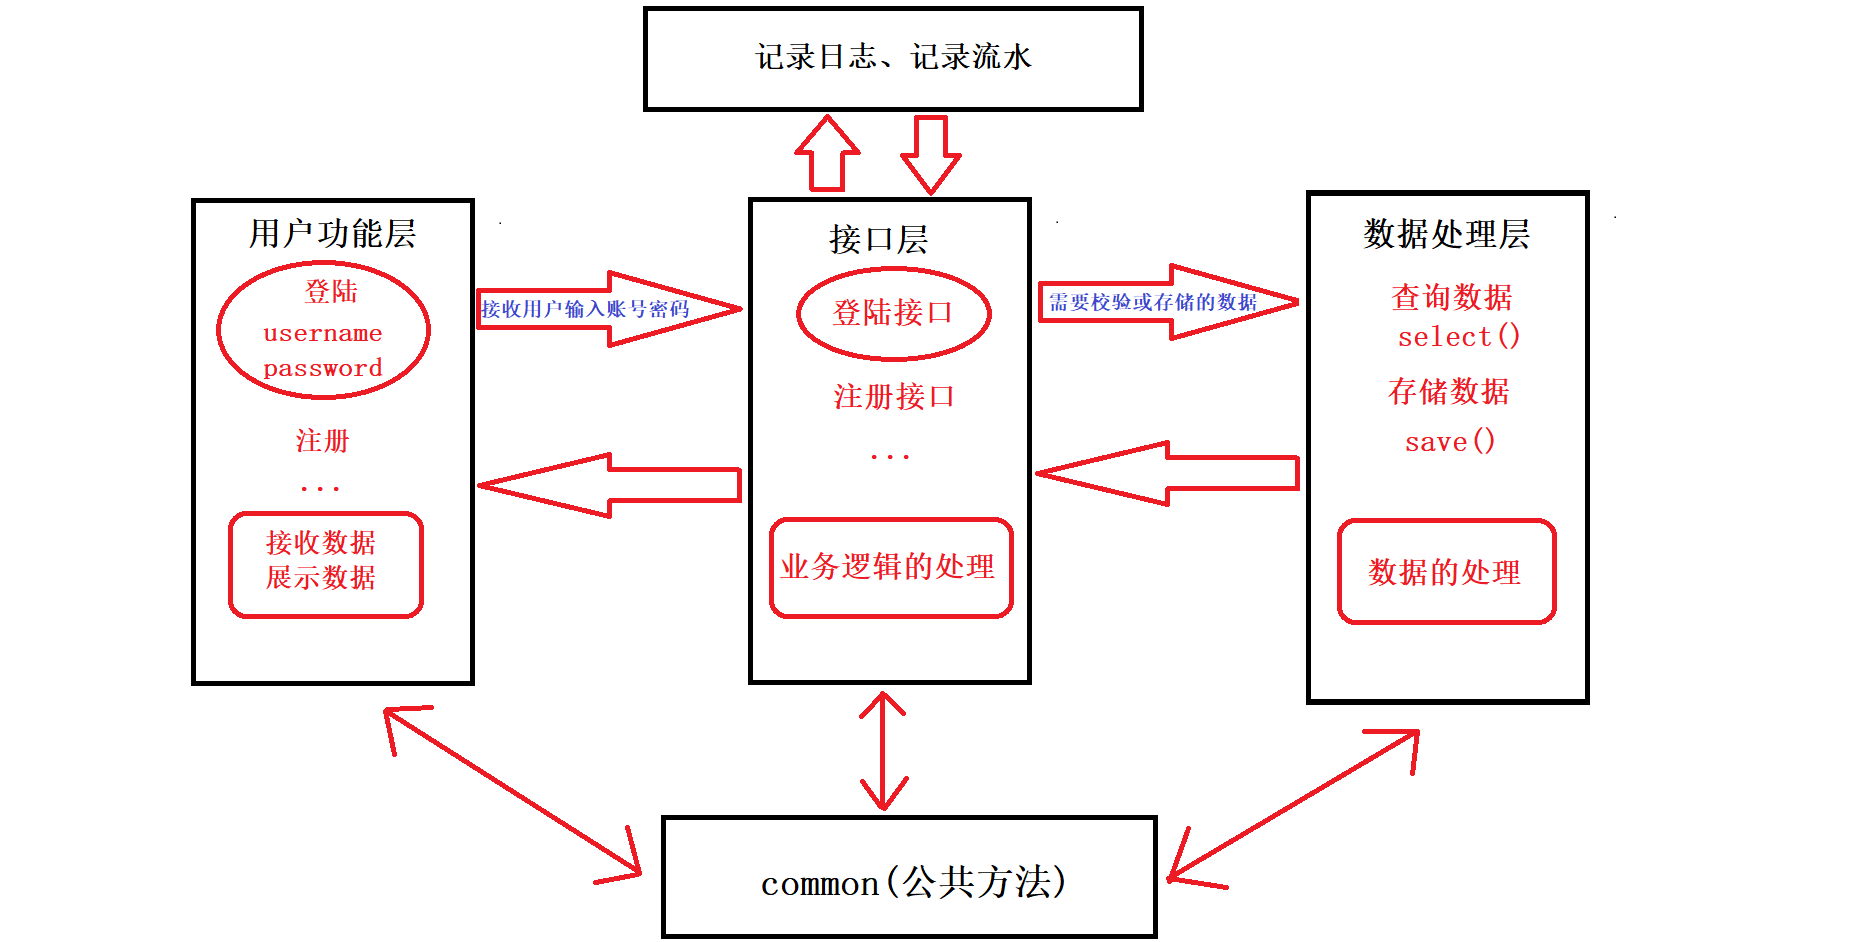 记录日志、记录流水
用户功能层
登陆
username
password
注册
...
接收数据
展示数据
接收用户输入账号密码
接口层
登陆接口
注册接口
...
业务逻辑的处理
需要校验或存储的数据
数据处理层
查询数据
select()
存储数据
save()
数据的处理
common(公共方法)